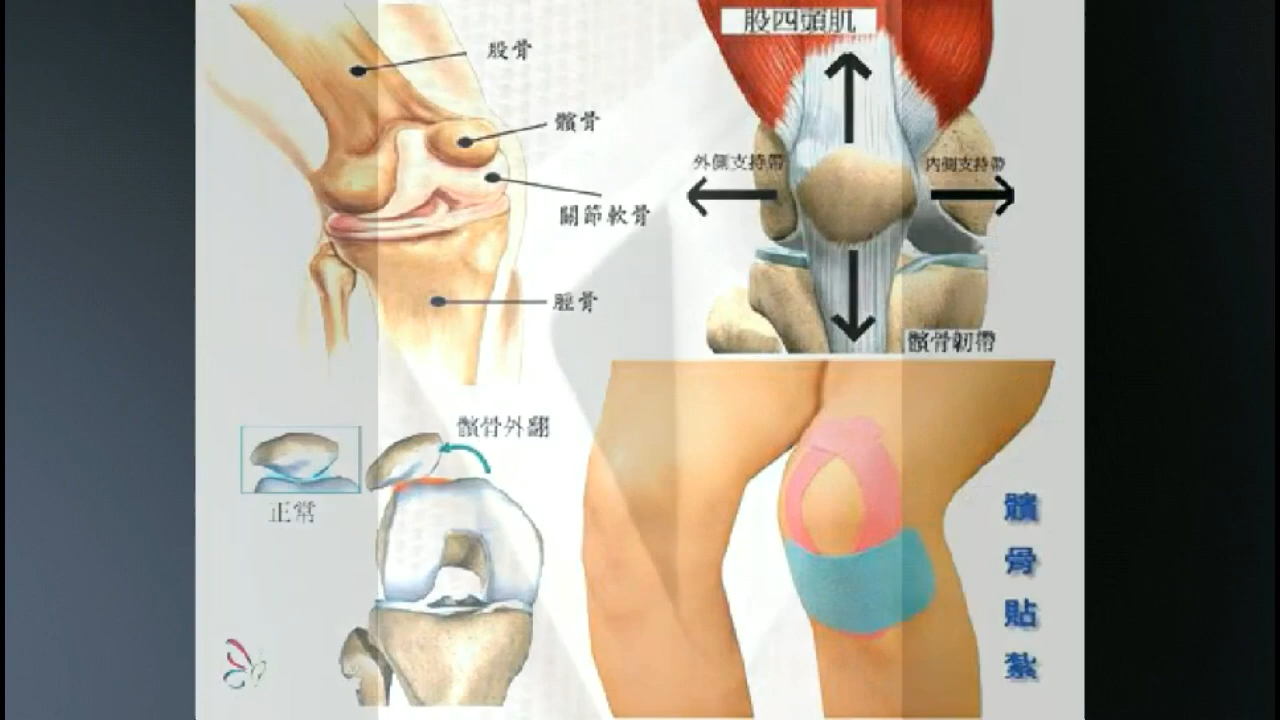 股四頭肌
股骨
髕骨
外側支持帶
內側支持帶
關節軟骨
脛骨
髕骨韌帶
髕骨外翻
正常
髕骨貼紮